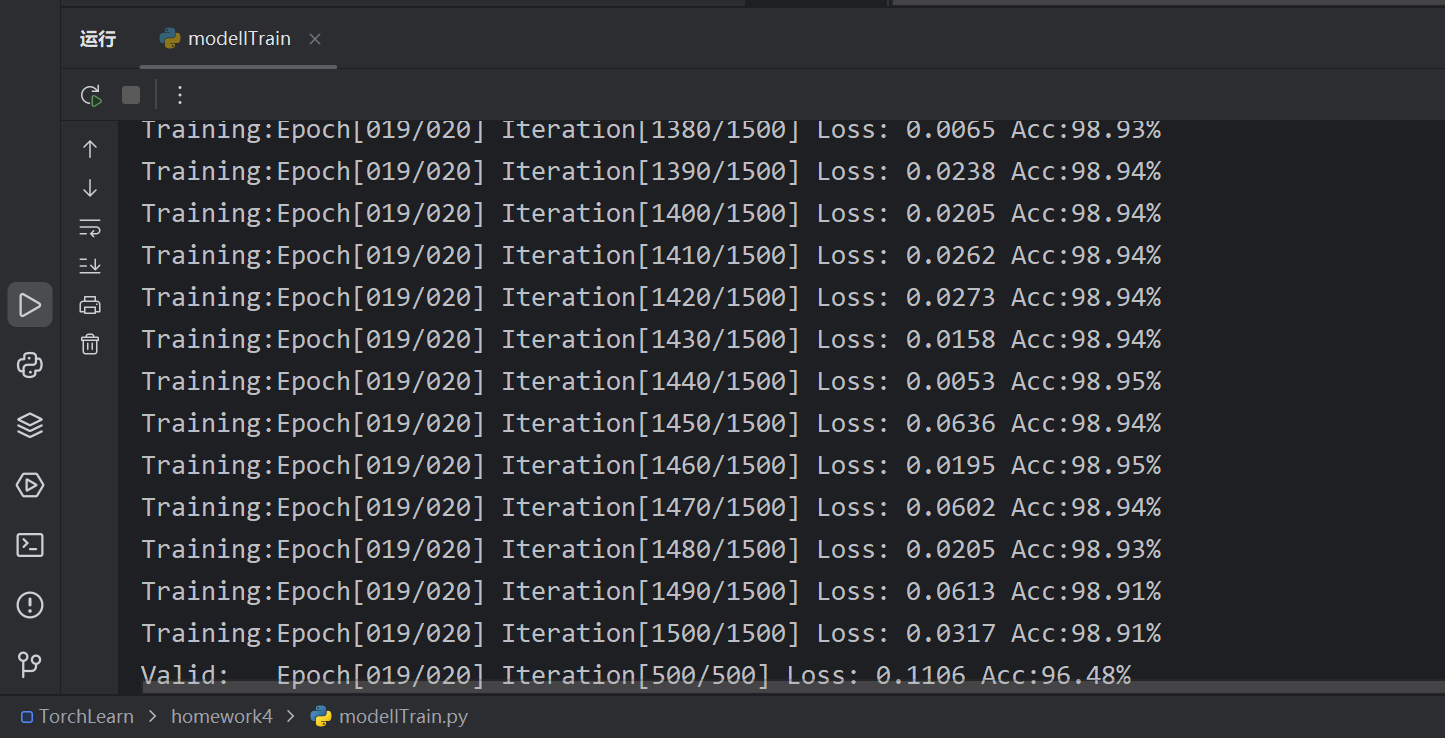 运行 modellTrain
Training:Epoch[019/020] Iteration[1380/1500] Loss: 0.0065 Acc:98.93%
Training:Epoch[019/020] Iteration[1390/1500] Loss: 0.0238 Acc:98.94%
Training:Epoch[019/020] Iteration[1400/1500] Loss: 0.0205 Acc:98.94%
Training:Epoch[019/020] Iteration[1410/1500] Loss: 0.0262 Acc:98.94%
Training:Epoch[019/020] Iteration[1420/1500] Loss: 0.0273 Acc:98.94%
Training:Epoch[019/020] Iteration[1430/1500] Loss: 0.0158 Acc:98.94%
Training:Epoch[019/020] Iteration[1440/1500] Loss: 0.0053 Acc:98.95%
Training:Epoch[019/020] Iteration[1450/1500] Loss: 0.0636 Acc:98.94%
Training:Epoch[019/020] Iteration[1460/1500] Loss: 0.0195 Acc:98.95%
Training:Epoch[019/020] Iteration[1470/1500] Loss: 0.0602 Acc:98.94%
Training:Epoch[019/020] Iteration[1480/1500] Loss: 0.0205 Acc:98.93%
Training:Epoch[019/020] Iteration[1490/1500] Loss: 0.0613 Acc:98.91%
Training:Epoch[019/020] Iteration[1500/1500] Loss: 0.0317 Acc:98.91%
Valid:   Epoch[019/020] Iteration[500/500] Loss: 0.1106 Acc:96.48%
TorchLearn > homework4 > modellTrain.py